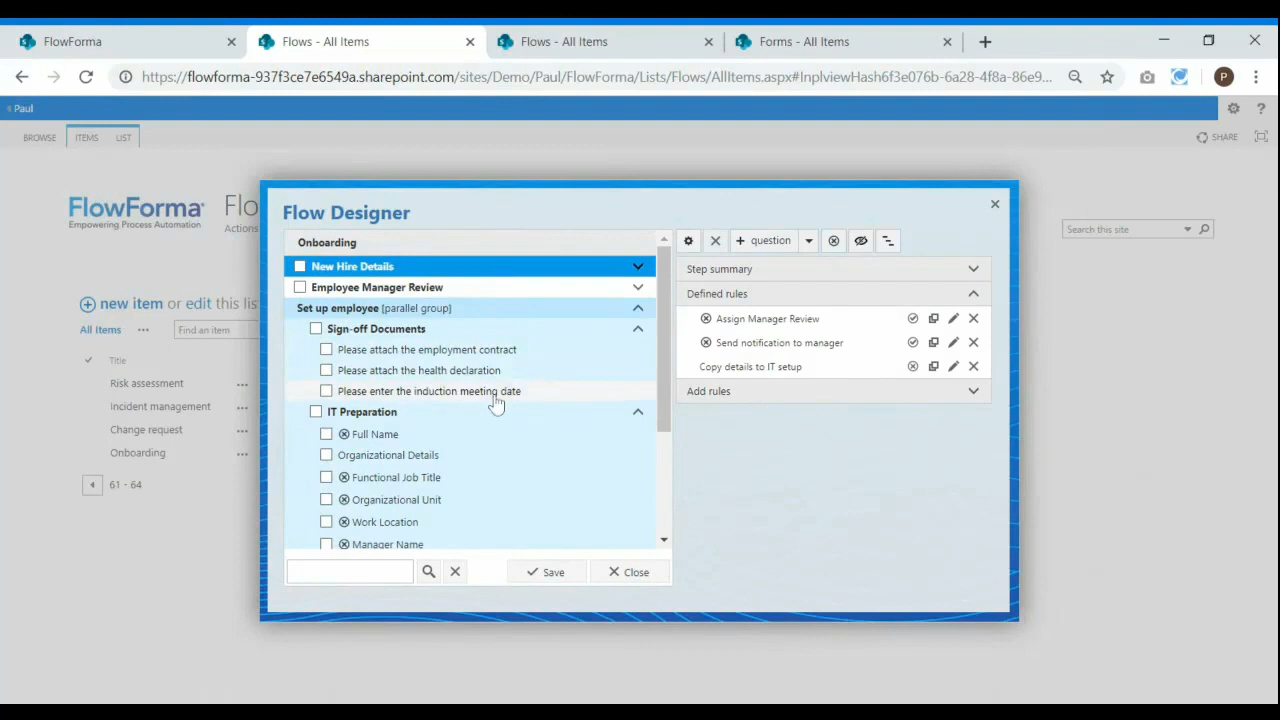 FlowForma
Flows - All Items
Flows - All Items
Forms - All Items
https://flowforma-937f3ce7e6549a.sharepoint.com/sites/Demo/Paul/FlowForma/Lists/Flows/AllItems.aspx#InplviewHash6f3e076b-6a28-4f8a-86e9...
P
Paul
BROWSE
ITEMS
LIST
SHARE
FlowForma
Empowering Process Automation
Flo
Actions
Search this site
new item or edit this lis
All Items
Find an item
Title
Risk assessment
Incident management
Change request
Onboarding
61 - 64
Flow Designer
Onboarding
New Hire Details
Employee Manager Review
Set up employee [parallel group]
Sign-off Documents
Please attach the employment contract
Please attach the health declaration
Please enter the induction meeting date
IT Preparation
Full Name
Organizational Details
Functional Job Title
Organizational Unit
Work Location
Manager Name
Save
Close
+ question
Step summary
Defined rules
Assign Manager Review
Send notification to manager
Copy details to IT setup
Add rules